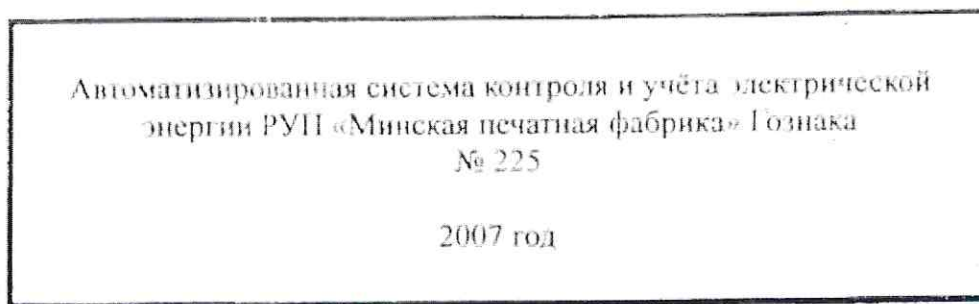 Автоматизированная система контроля и учёта электрической
энергии РУП «Минская печатная фабрика» Гознака
№ 225
2007 год